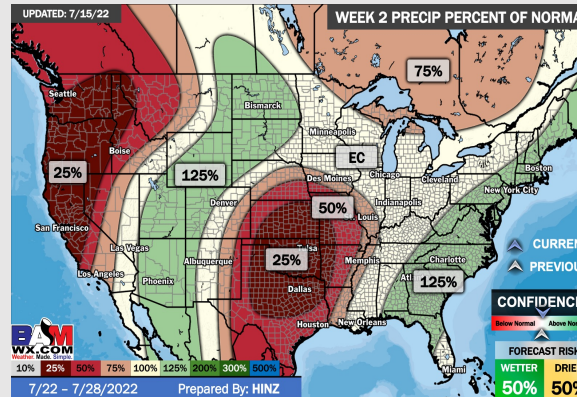 UPDATED: 7/15/22
WEEK 2 PRECIP PERCENT OF NORMA
75%
Seattle
Bismarck
Minneapolis
Boise
25%
125%
EC
Boston
Des Moines
Chicago
Cleveland
New York City
Denver
50%
Indianapolis
San Francisco
St. Louis
Las Vegas
25%
Tulsa
Charlotte
Los Angeles
Albuquerque
Memphis
Phoenix
Dallas
Atl
125%
Houston
New Orleans
Miami
CURREN
PREVIOU
CONFIDENC
Below Normal
Above No
FORECAST RISK
WETTER
DRIE
50%
50%
BAM
WX.COM
Weather. Made. Simple.
10% 25% 50% 75% 100% 125% 200% 300% 500%
7/22 – 7/28/2022 Prepared By: HINZ